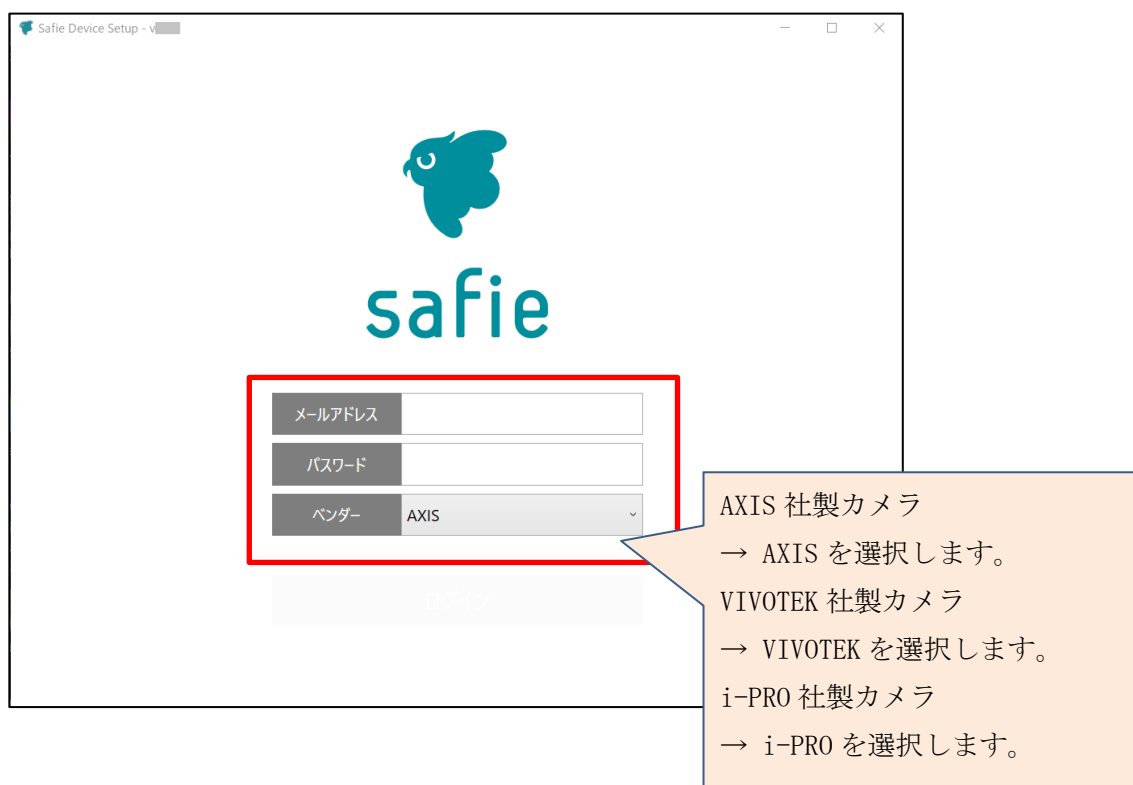 Safie Device Setup - v
safie
メールアドレス
パスワード
ベンダー AXIS
ログイン
AXIS 社製カメラ
→ AXIS を選択します。
VIVOTEK 社製カメラ
→ VIVOTEK を選択します。
i-PRO 社製カメラ
→ i-PRO を選択します。